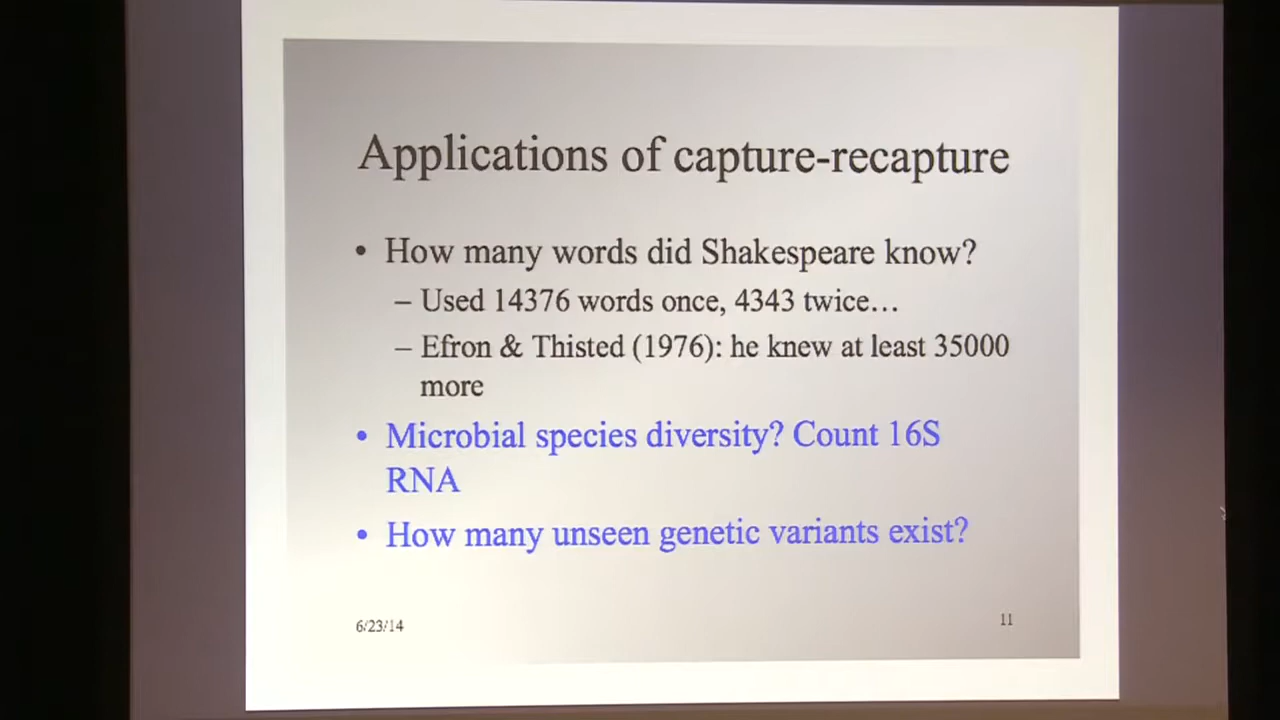 Applications of capture-recapture
• How many words did Shakespeare know?
– Used 14376 words once, 4343 twice…
– Efron & Thisted (1976): he knew at least 35000
more
• Microbial species diversity? Count 16S
RNA
• How many unseen genetic variants exist?
6/23/14
11